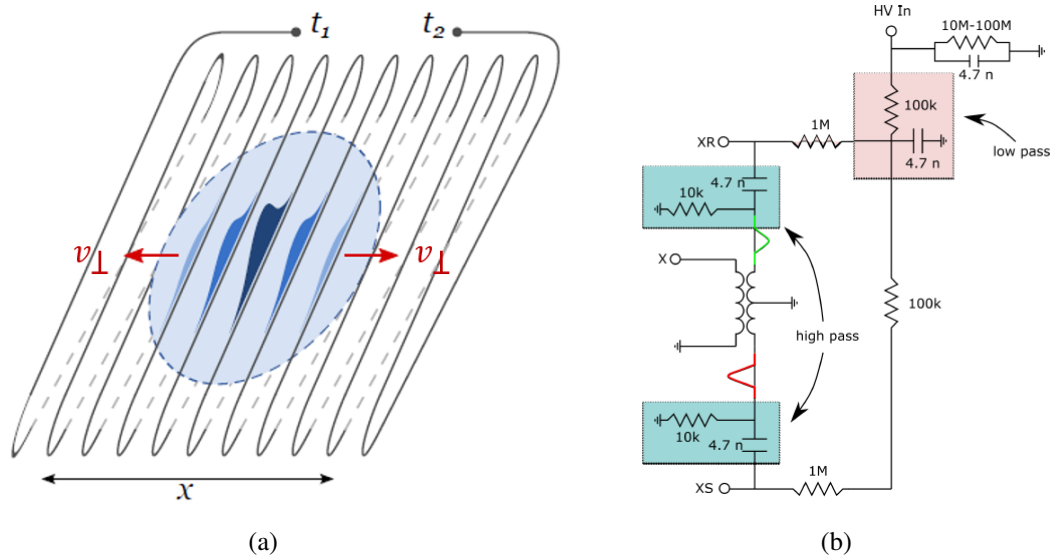 t1
t2
v⊥
v⊥
x
(a)
HV In
10M-100M
4.7 n
100k
4.7 n
low pass
1M
XR
4.7 n
10k
X
high pass
100k
10k
4.7 n
1M
XS
(b)